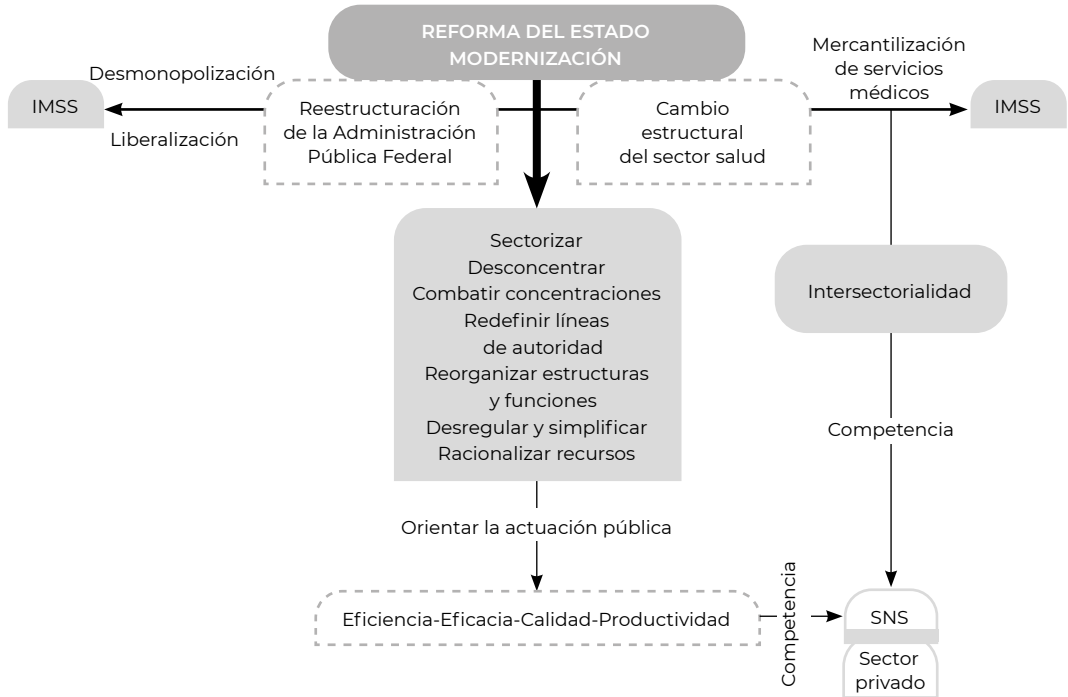 REFORMA DEL ESTADO
MODERNIZACIÓN
Desmonopolización
IMSS
Liberalización
Reestructuración
de la Administración
Pública Federal
Cambio
estructural
del sector salud
Mercantilización
de servicios
médicos
IMSS
Sectorizar
Desconcentrar
Combatir concentraciones
Redefinir líneas
de autoridad
Reorganizar estructuras
y funciones
Desregular y simplificar
Racionalizar recursos
Intersectorialidad
Competencia
Orientar la actuación pública
Eficiencia-Eficacia-Calidad-Productividad
Competencia
SNS
Sector
privado